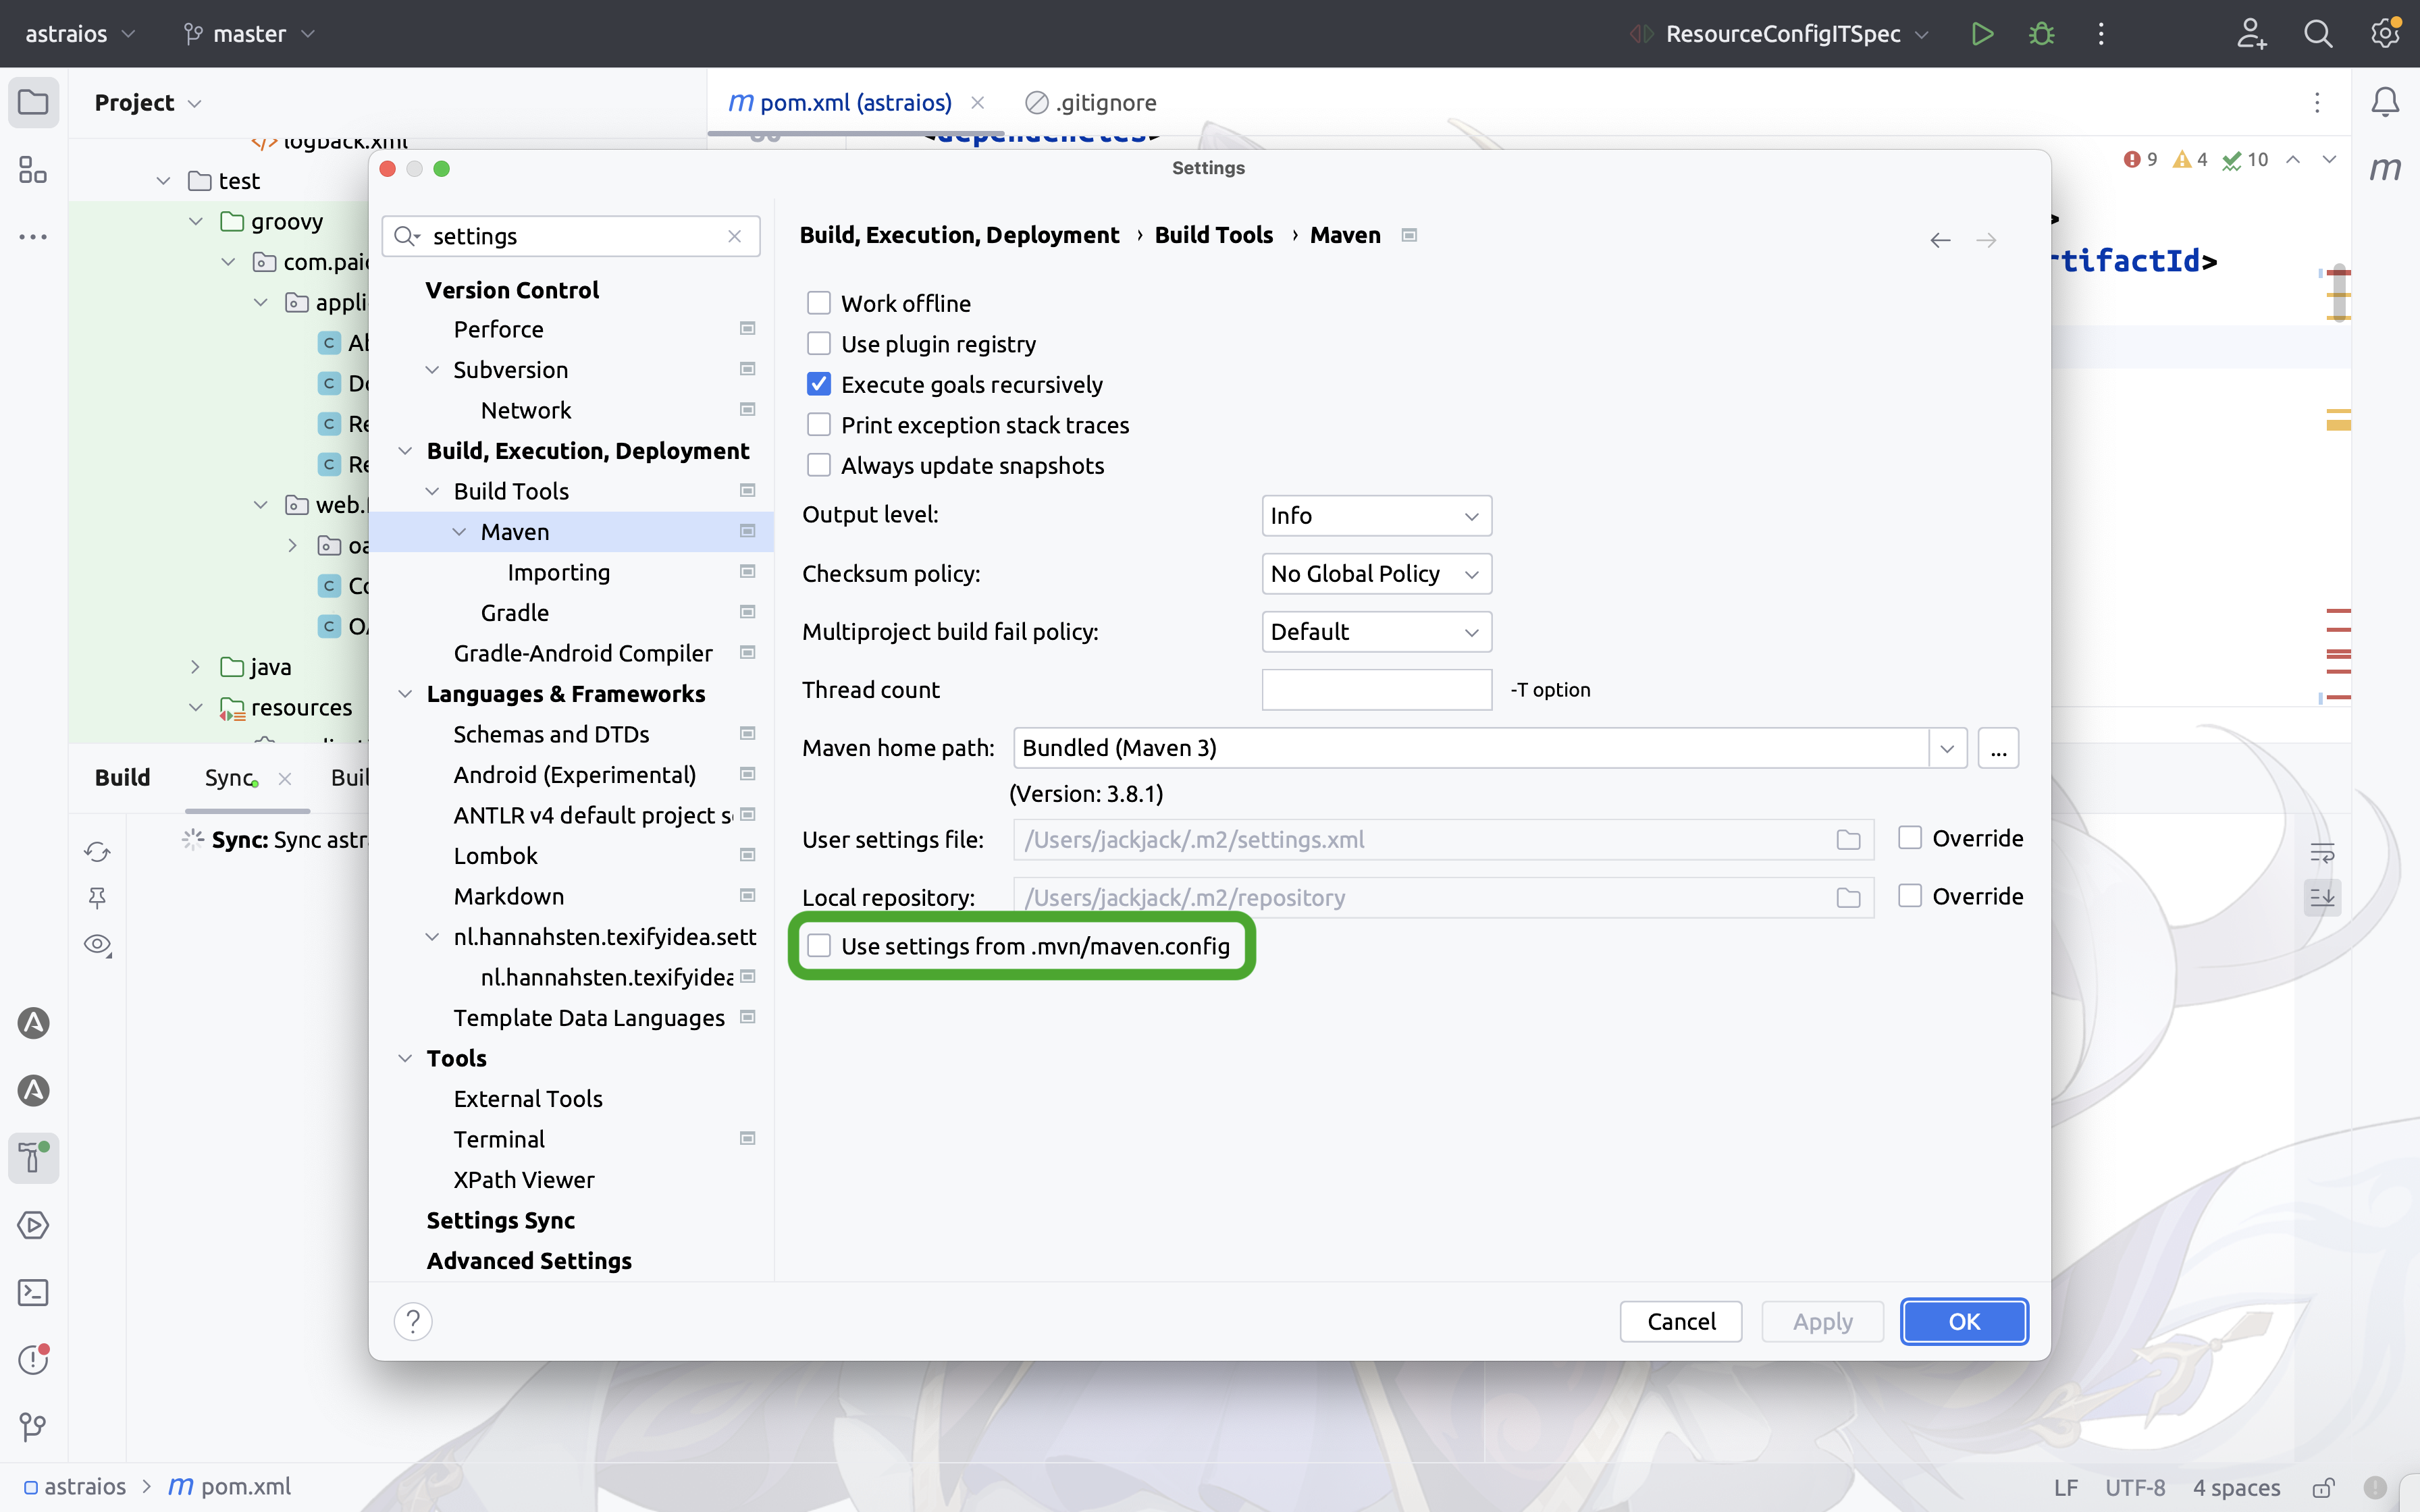 astraios
master
ResourceConfigITSpec
Project
pom.xml (astraios)
.gitignore
logback.xml
<dependencies>
test
9
4
10
groovy
com.paic
appli
web.
java
resources
rtifactId>
Settings
settings
Version Control
Perforce
Subversion
Network
Build, Execution, Deployment
Build Tools
Maven
Importing
Gradle
Gradle-Android Compiler
Languages & Frameworks
Schemas and DTDs
Android (Experimental)
ANTLR v4 default project s
Lombok
Markdown
nl.hannahsten.texifyidea.sett
nl.hannahsten.texifyidea
Template Data Languages
Tools
External Tools
Terminal
XPath Viewer
Settings Sync
Advanced Settings
Build, Execution, Deployment › Build Tools › Maven
Work offline
Use plugin registry
Execute goals recursively
Print exception stack traces
Always update snapshots
Output level: Info
Checksum policy: No Global Policy
Multiproject build fail policy: Default
Thread count -T option
Maven home path: Bundled (Maven 3) ...
(Version: 3.8.1)
User settings file: /Users/jackjack/.m2/settings.xml Override
Local repository: /Users/jackjack/.m2/repository Override
Use settings from .mvn/maven.config
? Cancel Apply OK
Build
Sync
Buil
Sync: Sync astr
astraios > m pom.xml
LF UTF-8 4 spaces